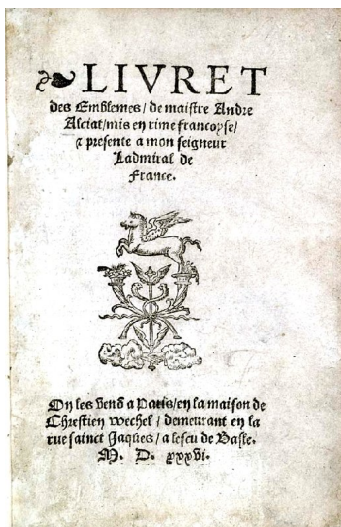 LIVRET
des Emblemes/ de maistre Andre
Alciat/ mis en rime francoyse/
& presente a mon seigneur
Ladmiral de
France.
On les vend a Paris/ en la maison de
Chrestien wechel/ demeurant en la
rue sainct Jaques/ a lescu de Basle.
M. D. xxxvi.